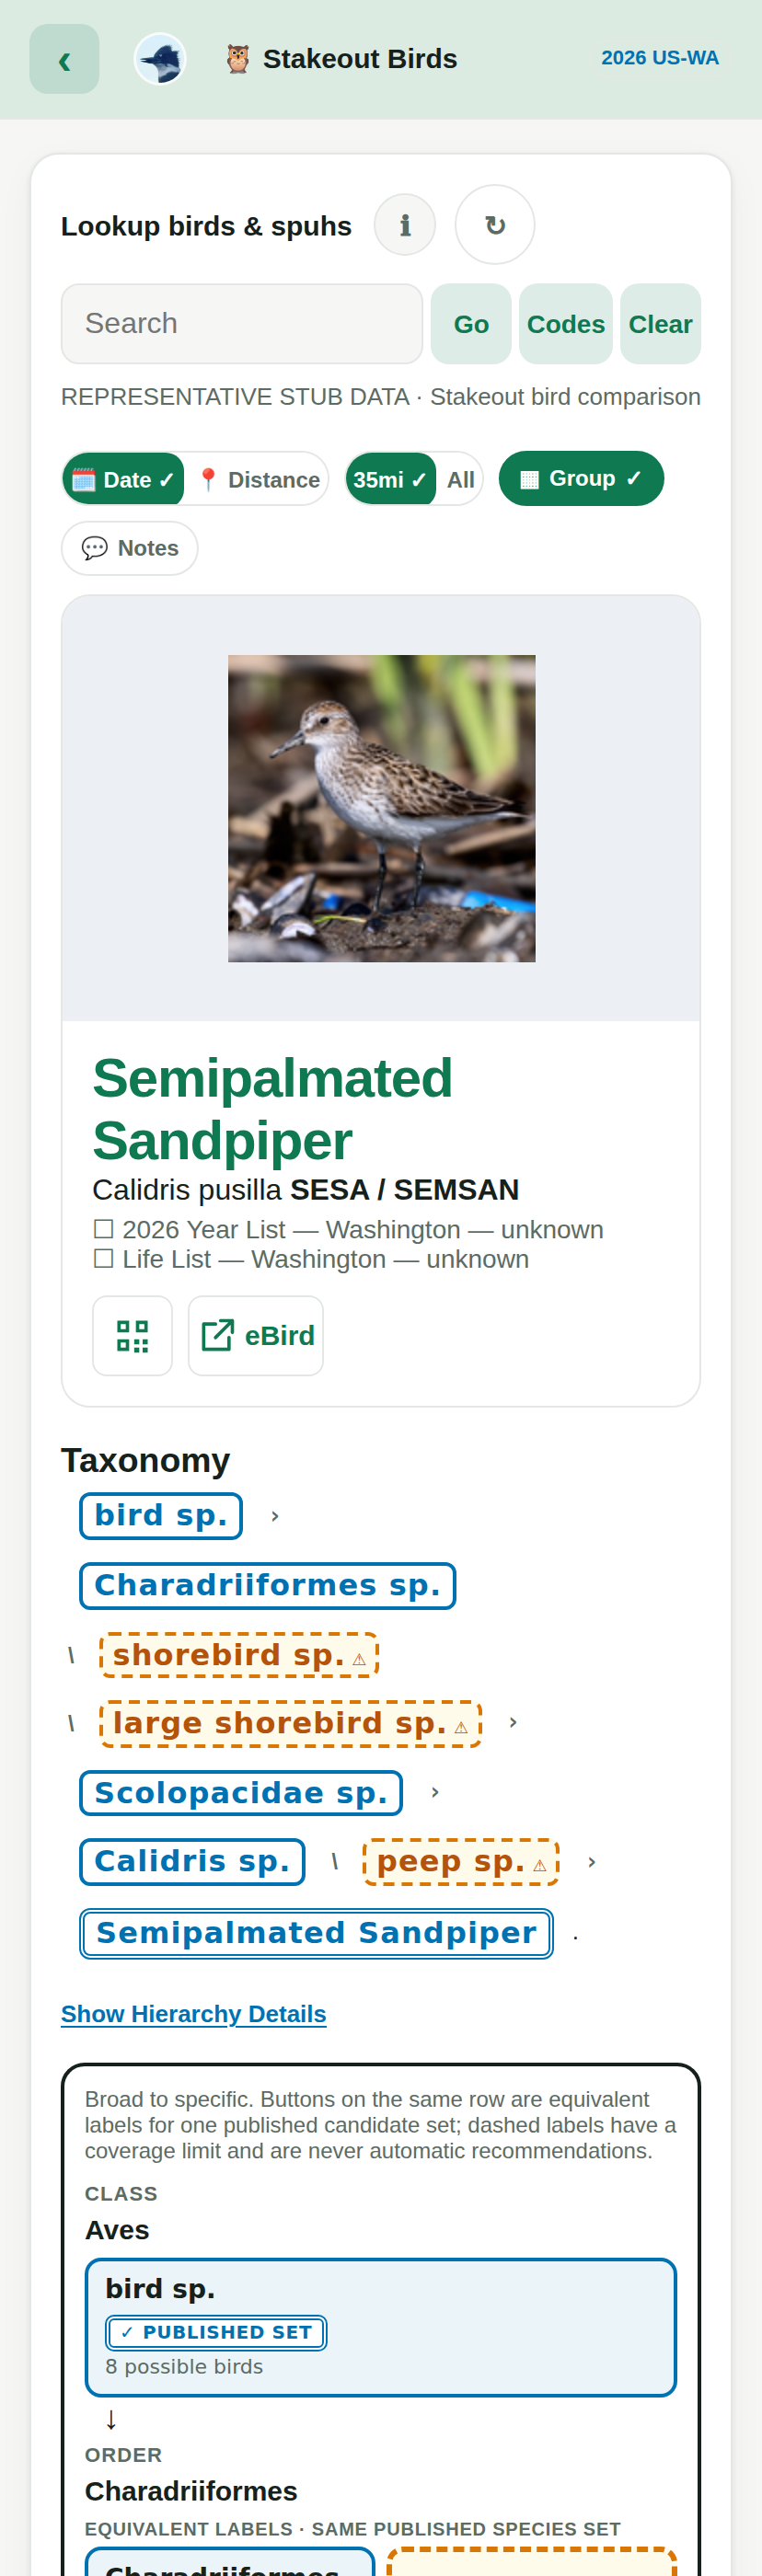 ‹ 🦉 Stakeout Birds 2026 US-WA
Lookup birds & spuhs ℹ ↻
Search Go Codes Clear
REPRESENTATIVE STUB DATA · Stakeout bird comparison
🗓️ Date ✓ 📍 Distance 35mi ✓ All ▦ Group ✓
💬 Notes
Semipalmated
Sandpiper
Calidris pusilla SESA / SEMSAN
☐ 2026 Year List — Washington — unknown
☐ Life List — Washington — unknown
eBird
Taxonomy
bird sp. ›
Charadriiformes sp.
\ shorebird sp. ⚠
\ large shorebird sp. ⚠ ›
Scolopacidae sp. ›
Calidris sp. \ peep sp. ⚠ ›
Semipalmated Sandpiper .
Show Hierarchy Details
Broad to specific. Buttons on the same row are equivalent
labels for one published candidate set; dashed labels have a
coverage limit and are never automatic recommendations.
CLASS
Aves
bird sp.
✓ PUBLISHED SET
8 possible birds
↓
ORDER
Charadriiformes
EQUIVALENT LABELS · SAME PUBLISHED SPECIES SET
Charadriiformes